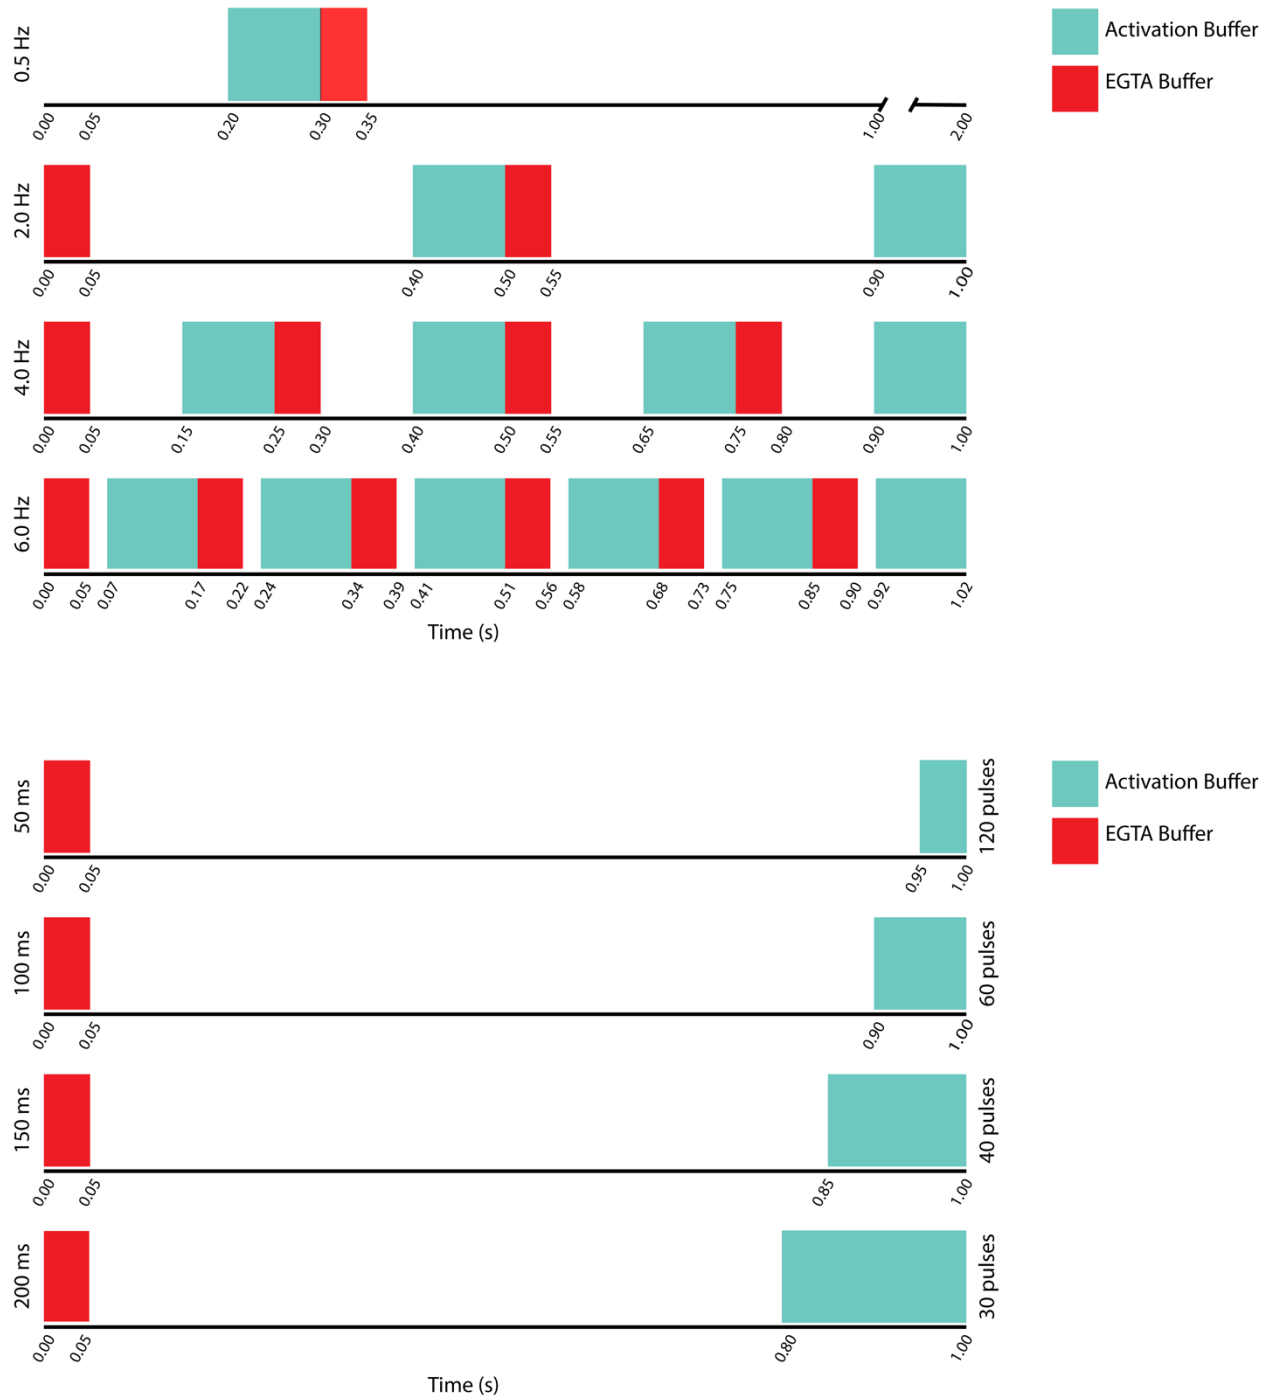 0.5 Hz
Activation Buffer
EGTA Buffer
0.00 0.05 0.20 0.30 0.35 1.00 2.00
2.0 Hz
0.00 0.05 0.40 0.50 0.55 0.90 1.00
4.0 Hz
0.00 0.05 0.15 0.25 0.30 0.40 0.50 0.55 0.65 0.75 0.80 0.90 1.00
6.0 Hz
0.00 0.05 0.07 0.17 0.22 0.24 0.34 0.39 0.41 0.51 0.56 0.58 0.68 0.73 0.75 0.85 0.90 0.92 1.02
Time (s)
50 ms
120 pulses
Activation Buffer
EGTA Buffer
0.00 0.05 0.95 1.00
100 ms
60 pulses
0.00 0.05 0.90 1.00
150 ms
40 pulses
0.00 0.05 0.85 1.00
200 ms
30 pulses
0.00 0.05 0.80 1.00
Time (s)